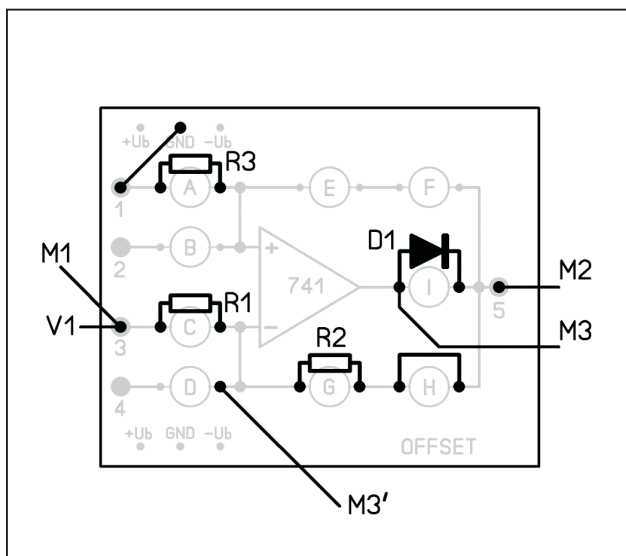 +Ub GND -Ub
R3
A
E
F
1
D1
B
+
2
M1
741
I
M2
R1
5
V1
C
-
M3
3
R2
D
G
H
4
+Ub GND -Ub
OFFSET
M3'